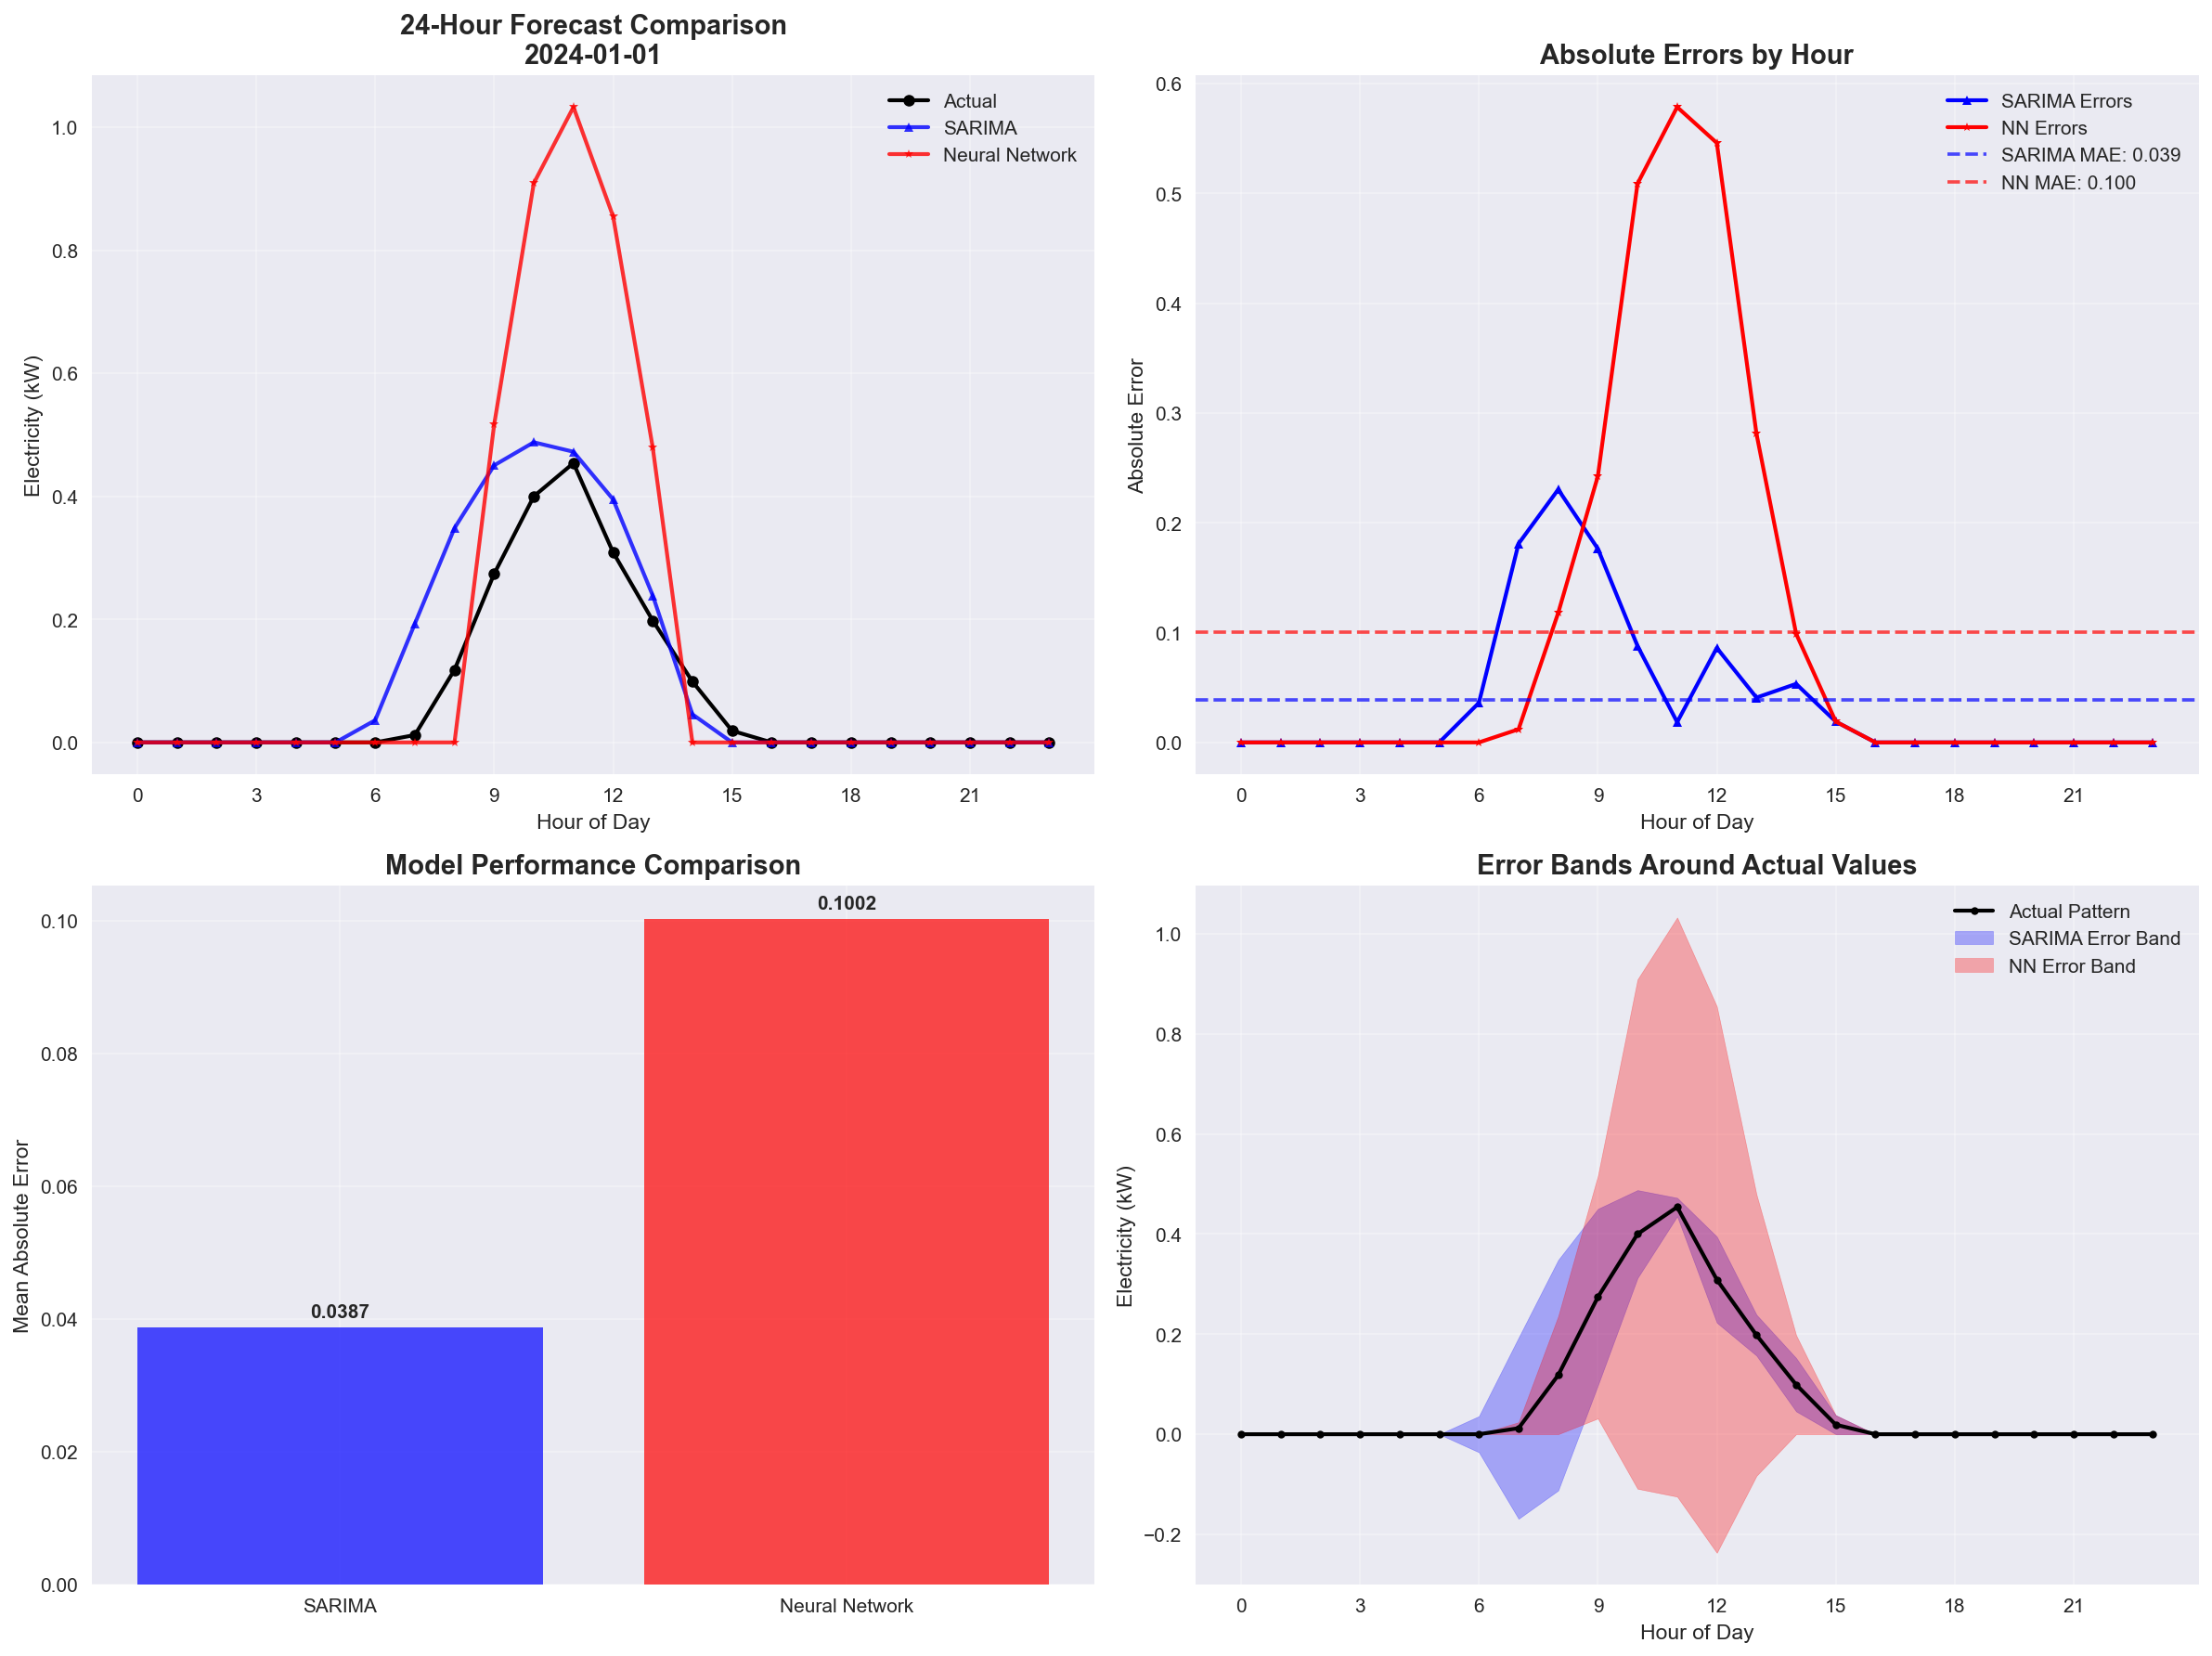 24-Hour Forecast Comparison
2024-01-01
Electricity (kW)
1.0
0.8
0.6
0.4
0.2
0.0
0 3 6 9 12 15 18 21
Hour of Day
Actual
SARIMA
Neural Network
Absolute Errors by Hour
Absolute Error
0.6
0.5
0.4
0.3
0.2
0.1
0.0
0 3 6 9 12 15 18 21
Hour of Day
SARIMA Errors
NN Errors
SARIMA MAE: 0.039
NN MAE: 0.100
Model Performance Comparison
Mean Absolute Error
0.10
0.08
0.06
0.04
0.02
0.00
0.0387
0.1002
SARIMA Neural Network
Error Bands Around Actual Values
Electricity (kW)
1.0
0.8
0.6
0.4
0.2
0.0
−0.2
0 3 6 9 12 15 18 21
Hour of Day
Actual Pattern
SARIMA Error Band
NN Error Band